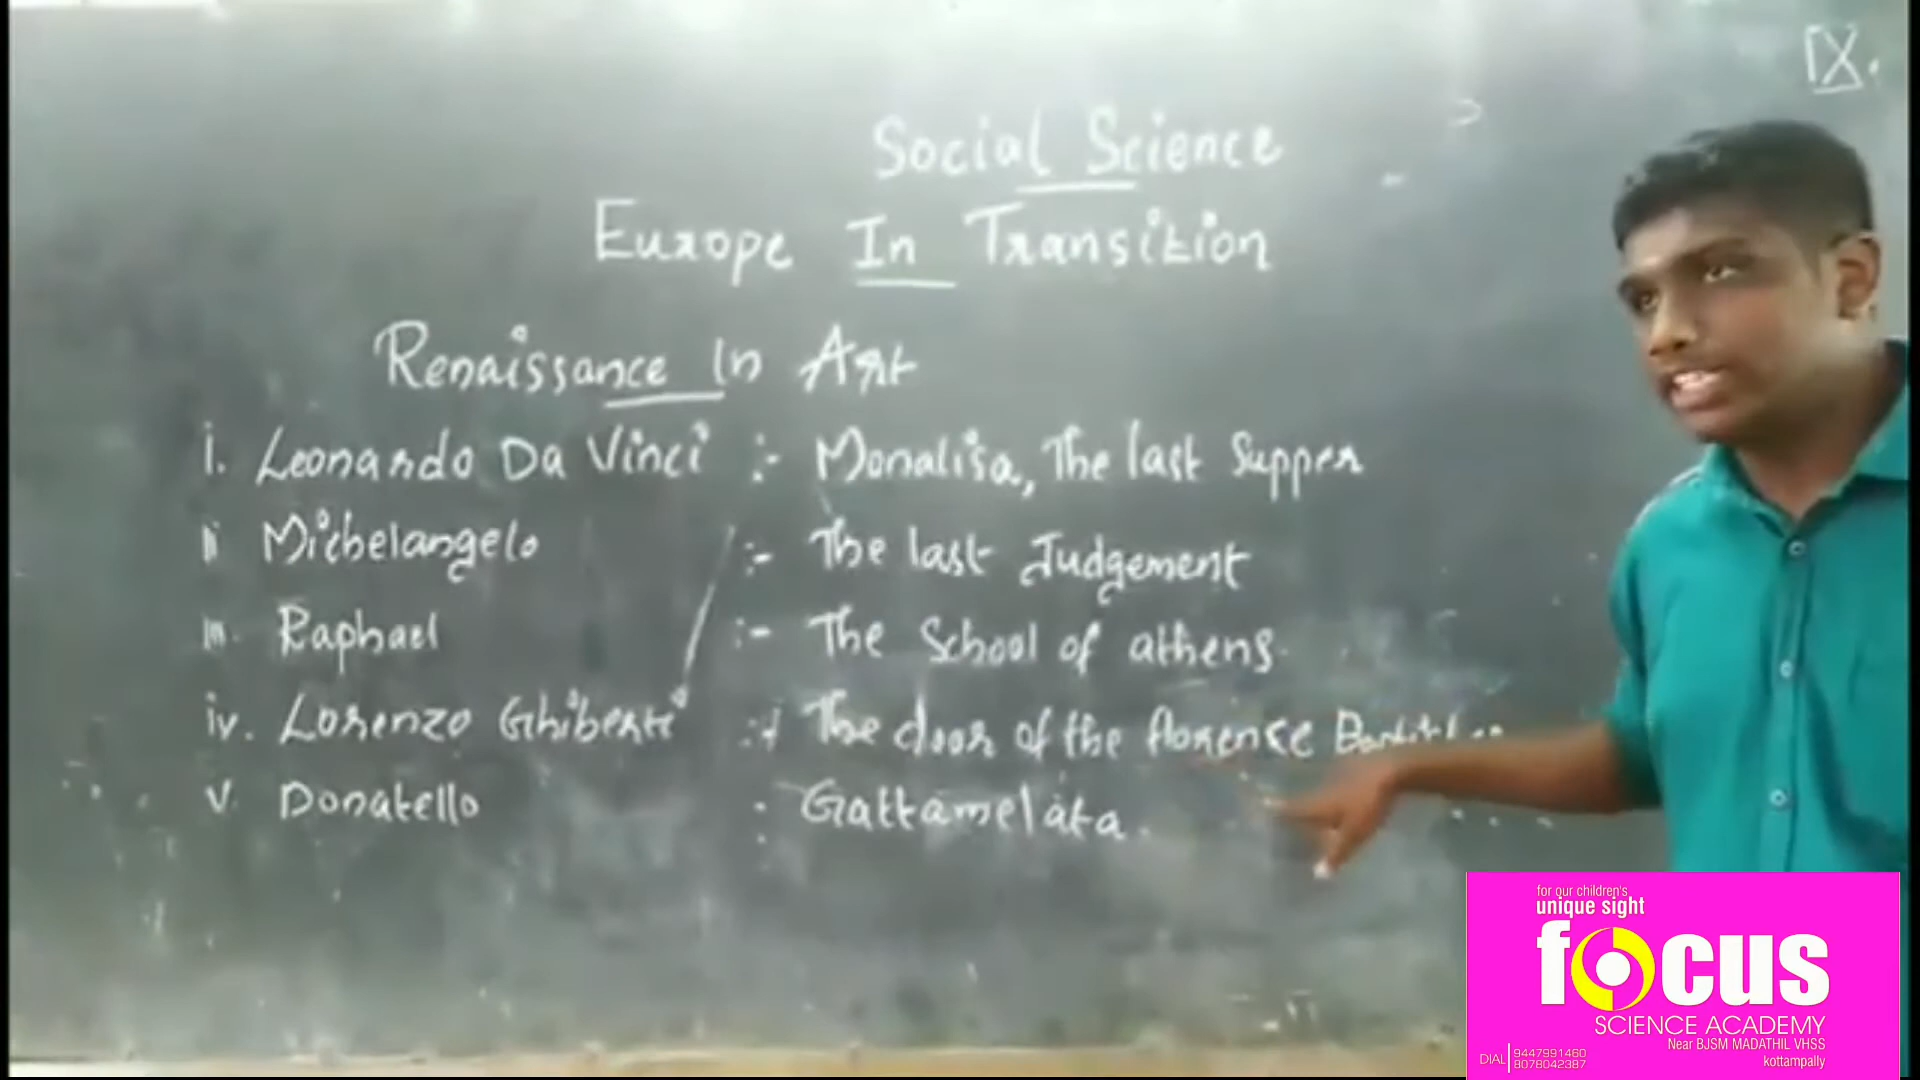 IX.
Social Science
Europe In Transition
Renaissance In Art
i. Leonardo Da Vinci :- Monalisa, The last Supper
ii Michelangelo :- The last Judgement
iii. Raphael :- The School of athens.
iv. Lorenzo Ghiberti :- The door of the florence
v. Donatello : Gattamelata.
for our children's
unique sight
focus
SCIENCE ACADEMY
Near BJSM MADATHIL VHSS
kottampally
DIAL 9447991460
8078042387